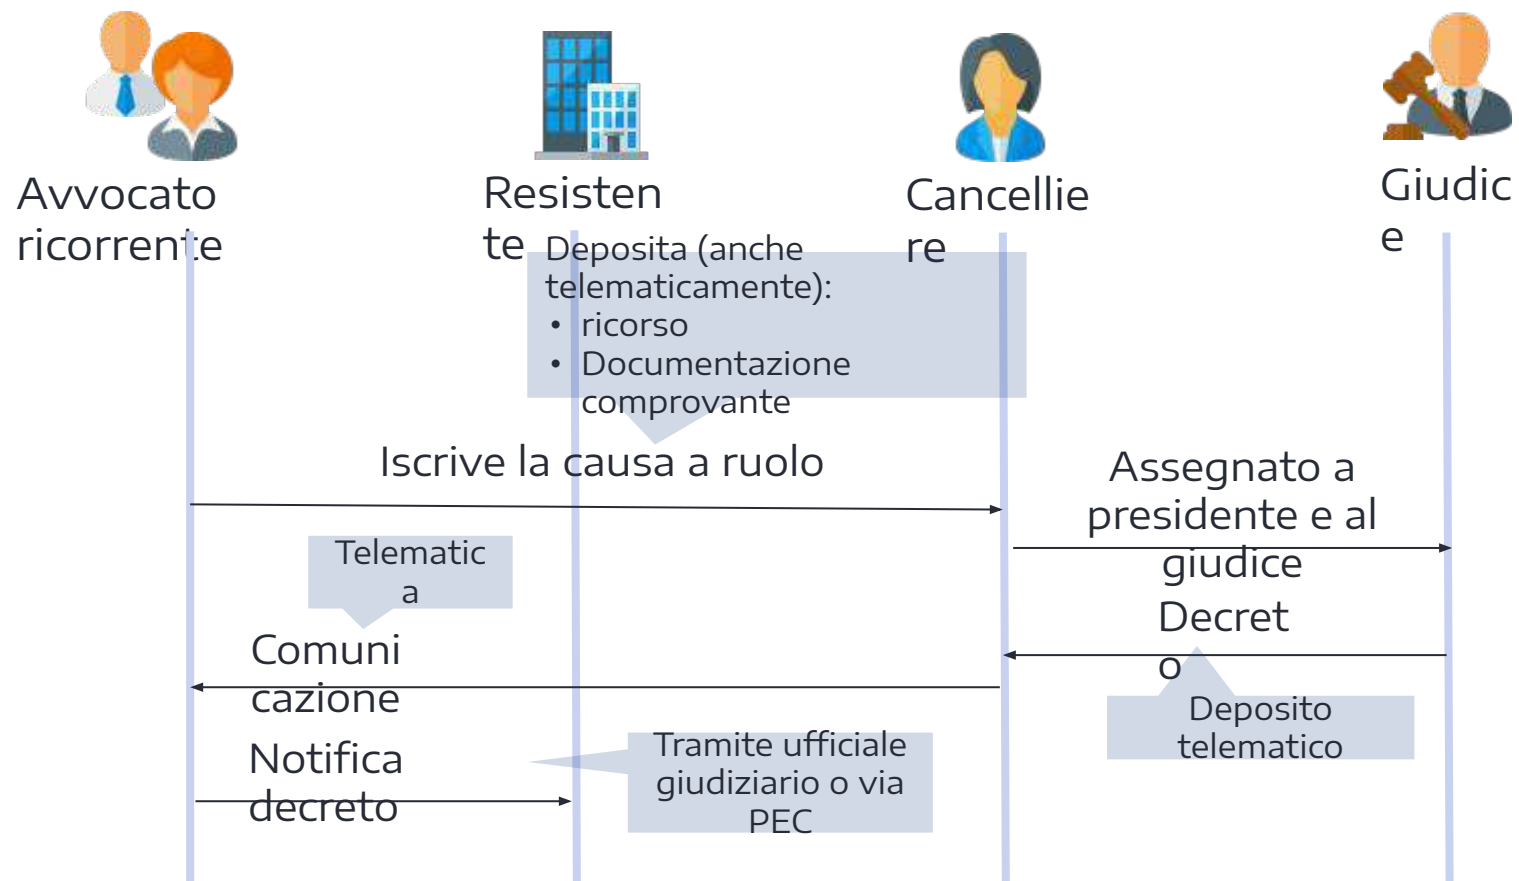 Avvocato
ricorrente
Resisten
te
Cancellie
re
Giudic
e
Deposita (anche
telematicamente):
• ricorso
• Documentazione
comprovante
Iscrive la causa a ruolo
Assegnato a
presidente e al
giudice
Telematic
a
Decret
o
Comuni
cazione
Deposito
telematico
Notifica
decreto
Tramite ufficiale
giudiziario o via
PEC